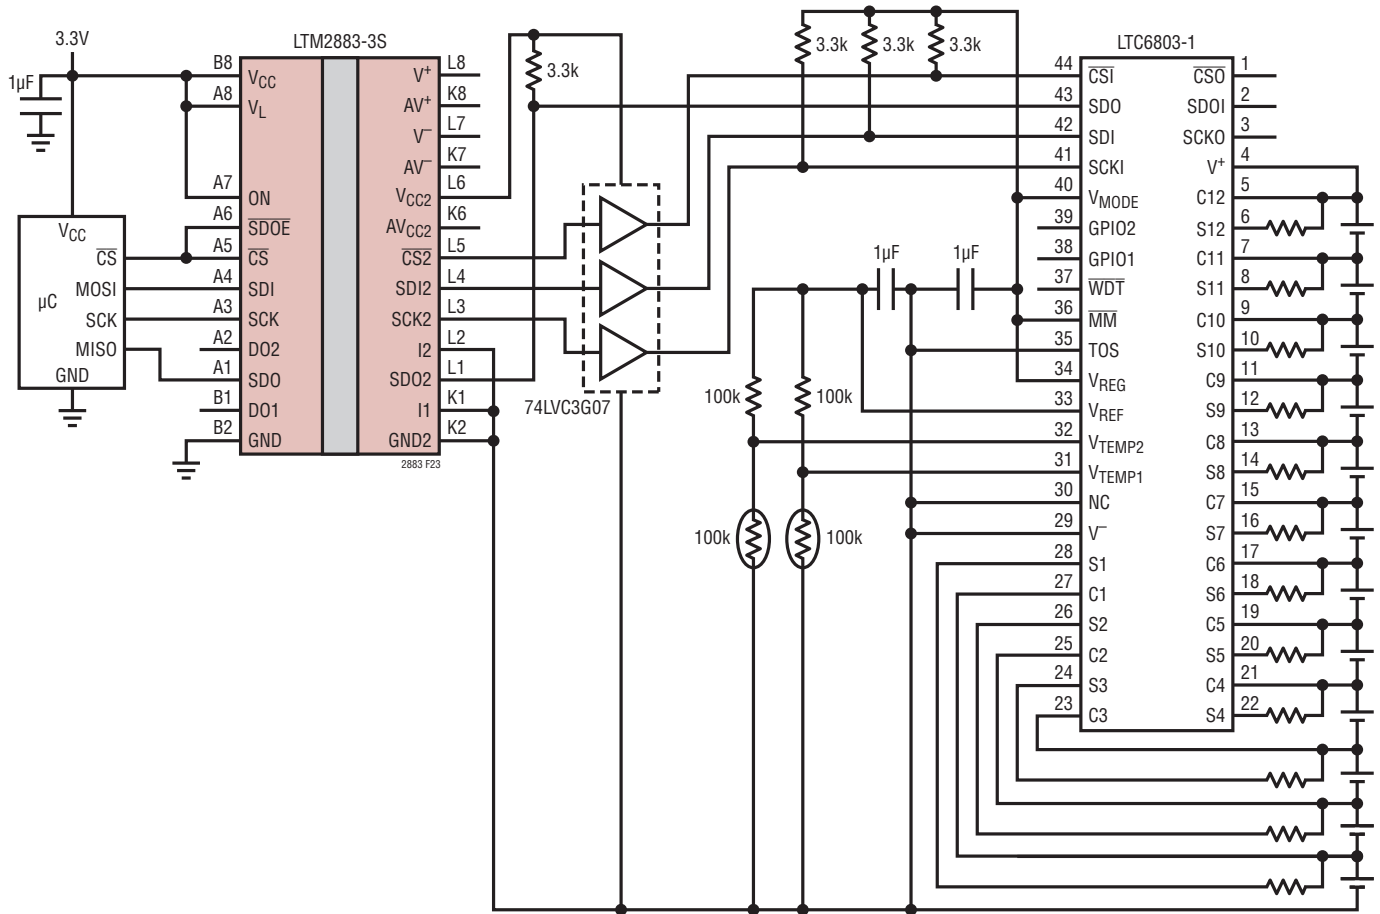 3.3V
1µF
LTM2883-3S
B8 VCC
A8 VL
A7 ON
A6 SDOE
A5 CS
A4 SDI
A3 SCK
A2 DO2
A1 SDO
B1 DO1
B2 GND
V+ L8
AV+ K8
V− L7
AV− K7
VCC2 L6
AVCC2 K6
CS2 L5
SDI2 L4
SCK2 L3
I2 L2
SDO2 L1
I1 K1
GND2 K2
2883 F23
VCC
CS
MOSI
µC
SCK
MISO
GND
3.3k
74LVC3G07
3.3k
3.3k
3.3k
1µF
1µF
100k
100k
100k
100k
LTC6803-1
44 CSI
43 SDO
42 SDI
41 SCKI
40 VMODE
39 GPIO2
38 GPIO1
37 WDT
36 MM
35 TOS
34 VREG
33 VREF
32 VTEMP2
31 VTEMP1
30 NC
29 V−
28 S1
27 C1
26 S2
25 C2
24 S3
23 C3
CSO 1
SDOI 2
SCKO 3
V+ 4
C12 5
S12 6
C11 7
S11 8
C10 9
S10 10
C9 11
S9 12
C8 13
S8 14
C7 15
S7 16
C6 17
S6 18
C5 19
S5 20
C4 21
S4 22